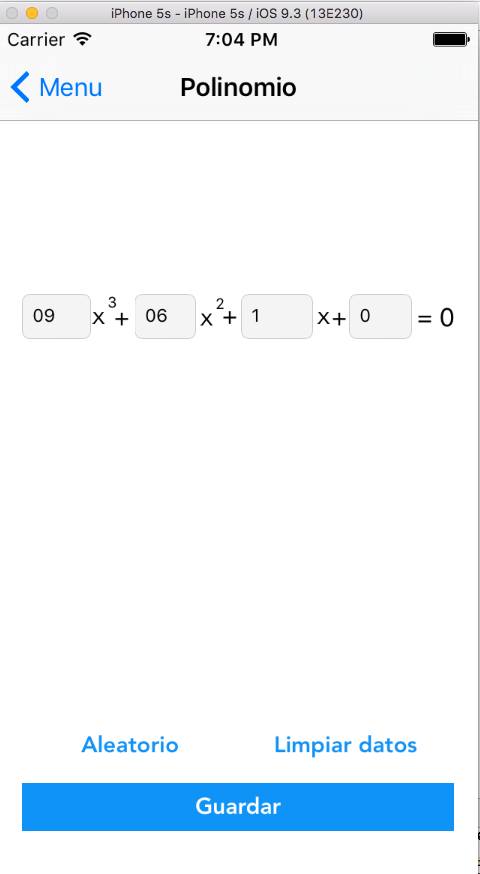 iPhone 5s - iPhone 5s / iOS 9.3 (13E230)
Carrier 7:04 PM
Menu Polinomio
09 x 3 + 06 x 2 + 1 x + 0 = 0
Aleatorio Limpiar datos
Guardar